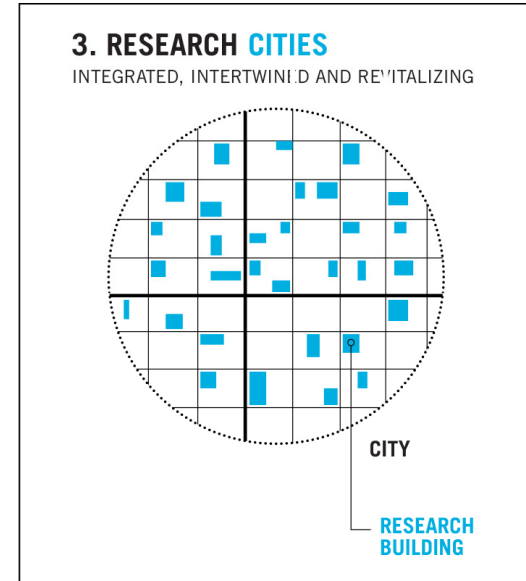 3. RESEARCH CITIES
INTEGRATED, INTERTWINED AND REVITALIZING
CITY
RESEARCH
BUILDING